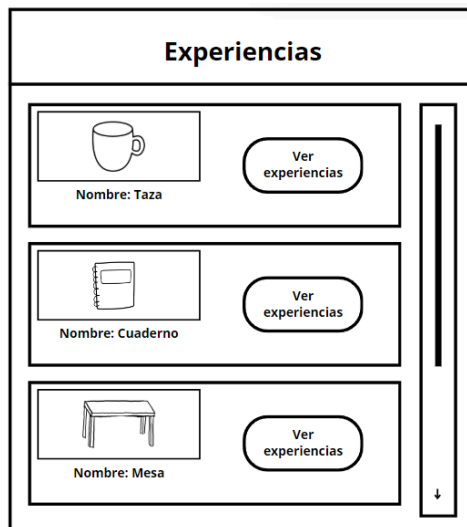 Experiencias
Nombre: Taza
Ver
experiencias
Nombre: Cuaderno
Ver
experiencias
Nombre: Mesa
Ver
experiencias